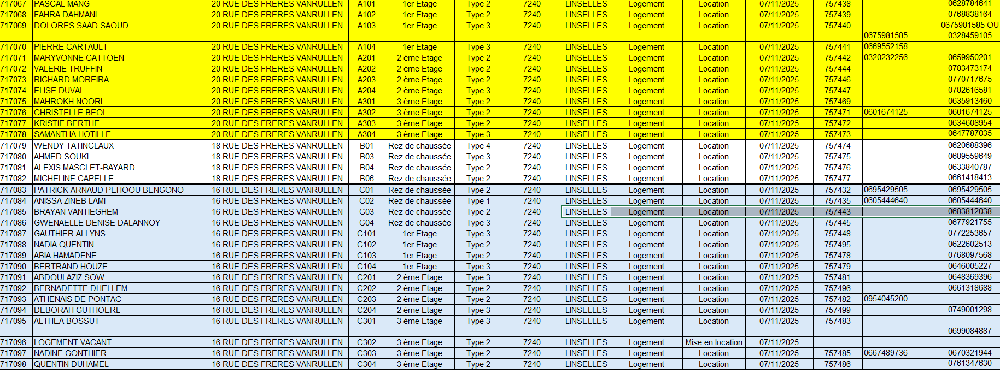 717067 PASCAL MANG 20 RUE DES FRERES VANRULLEN A101 1er Etage Type 2 7240 LINSELLES Logement Location 07/11/2025 757438 0628784641
717068 FAHRA DAHMANI 20 RUE DES FRERES VANRULLEN A102 1er Etage Type 2 7240 LINSELLES Logement Location 07/11/2025 757439 0768838164
717069 DOLORES SAAD SAOUD 20 RUE DES FRERES VANRULLEN A103 1er Etage Type 3 7240 LINSELLES Logement Location 07/11/2025 757440 0675981585 OU
0675981585 0328459105
717070 PIERRE CARTAULT 20 RUE DES FRERES VANRULLEN A104 1er Etage Type 3 7240 LINSELLES Logement Location 07/11/2025 757441 0669552158
717071 MARYVONNE CATTOEN 20 RUE DES FRERES VANRULLEN A201 2 ème Etage Type 2 7240 LINSELLES Logement Location 07/11/2025 757442 0320232256 0659950201
717072 VALERIE TRUFFIN 20 RUE DES FRERES VANRULLEN A202 2 ème Etage Type 2 7240 LINSELLES Logement Location 07/11/2025 757444 0783473174
717073 RICHARD MOREIRA 20 RUE DES FRERES VANRULLEN A203 2 ème Etage Type 2 7240 LINSELLES Logement Location 07/11/2025 757446 0770717675
717074 ELISE DUVAL 20 RUE DES FRERES VANRULLEN A204 2 ème Etage Type 3 7240 LINSELLES Logement Location 07/11/2025 757447 0782616581
717075 MAHROKH NOORI 20 RUE DES FRERES VANRULLEN A301 3 ème Etage Type 2 7240 LINSELLES Logement Location 07/11/2025 757469 0635913460
717076 CHRISTELLE BEOL 20 RUE DES FRERES VANRULLEN A302 3 ème Etage Type 2 7240 LINSELLES Logement Location 07/11/2025 757471 0601674125 0601674125
717077 KRISTIE BERTHE 20 RUE DES FRERES VANRULLEN A303 3 ème Etage Type 2 7240 LINSELLES Logement Location 07/11/2025 757472 0634608954
717078 SAMANTHA HOTILLE 20 RUE DES FRERES VANRULLEN A304 3 ème Etage Type 3 7240 LINSELLES Logement Location 07/11/2025 757473 0647787035
717079 WENDY TATINCLAUX 18 RUE DES FRERES VANRULLEN B01 Rez de chaussée Type 4 7240 LINSELLES Logement Location 07/11/2025 757474 0620688396
717080 AHMED SOUKI 18 RUE DES FRERES VANRULLEN B03 Rez de chaussée Type 3 7240 LINSELLES Logement Location 07/11/2025 757475 0689559649
717081 ALEXIS MASCLET-BAYARD 18 RUE DES FRERES VANRULLEN B04 Rez de chaussée Type 2 7240 LINSELLES Logement Location 07/11/2025 757476 0633840787
717082 MICHELINE CAPELLE 18 RUE DES FRERES VANRULLEN B06 Rez de chaussée Type 2 7240 LINSELLES Logement Location 07/11/2025 757477 0661418413
717083 PATRICK ARNAUD PEHOOU BENGONO 16 RUE DES FRERES VANRULLEN C01 Rez de chaussée Type 2 7240 LINSELLES Logement Location 07/11/2025 757432 0695429505 0695429505
717084 ANISSA ZINEB LAMI 16 RUE DES FRERES VANRULLEN C02 Rez de chaussée Type 1 7240 LINSELLES Logement Location 07/11/2025 757435 0605444640 0605444640
717085 BRAYAN VANTIEGHEM 16 RUE DES FRERES VANRULLEN C03 Rez de chaussée Type 2 7240 LINSELLES Logement Location 07/11/2025 757443 0683812038
717086 GWENAELLE DENISE DALANNOY 16 RUE DES FRERES VANRULLEN C04 Rez de chaussée Type 3 7240 LINSELLES Logement Location 07/11/2025 757445 0677921755
717087 GAUTHIER ALLYNS 16 RUE DES FRERES VANRULLEN C101 1er Etage Type 3 7240 LINSELLES Logement Location 07/11/2025 757448 0772253657
717088 NADIA QUENTIN 16 RUE DES FRERES VANRULLEN C102 1er Etage Type 2 7240 LINSELLES Logement Location 07/11/2025 757495 0622602513
717089 ABIA HAMADENE 16 RUE DES FRERES VANRULLEN C103 1er Etage Type 2 7240 LINSELLES Logement Location 07/11/2025 757478 0768097568
717090 BERTRAND HOUZE 16 RUE DES FRERES VANRULLEN C104 1er Etage Type 3 7240 LINSELLES Logement Location 07/11/2025 757479 0646005227
717091 ABDOULAZIZ SOW 16 RUE DES FRERES VANRULLEN C201 2 ème Etage Type 3 7240 LINSELLES Logement Location 07/11/2025 757481 0648369396
717092 BERNADETTE DHELLEM 16 RUE DES FRERES VANRULLEN C202 2 ème Etage Type 2 7240 LINSELLES Logement Location 07/11/2025 757496 0661318688
717093 ATHENAIS DE PONTAC 16 RUE DES FRERES VANRULLEN C203 2 ème Etage Type 2 7240 LINSELLES Logement Location 07/11/2025 757482 0954045200
717094 DEBORAH GUTHOERL 16 RUE DES FRERES VANRULLEN C204 2 ème Etage Type 3 7240 LINSELLES Logement Location 07/11/2025 757499 0749001298
717095 ALTHEA BOSSUT 16 RUE DES FRERES VANRULLEN C301 3 ème Etage Type 3 7240 LINSELLES Logement Location 07/11/2025 757483
0699084887
717096 LOGEMENT VACANT 16 RUE DES FRERES VANRULLEN C302 3 ème Etage Type 2 7240 LINSELLES Logement Mise en location 07/11/2025
717097 NADINE GONTHIER 16 RUE DES FRERES VANRULLEN C303 3 ème Etage Type 2 7240 LINSELLES Logement Location 07/11/2025 757485 0667489736 0670321944
717098 QUENTIN DUHAMEL 16 RUE DES FRERES VANRULLEN C304 3 ème Etage Type 2 7240 LINSELLES Logement Location 07/11/2025 757486 0761347630